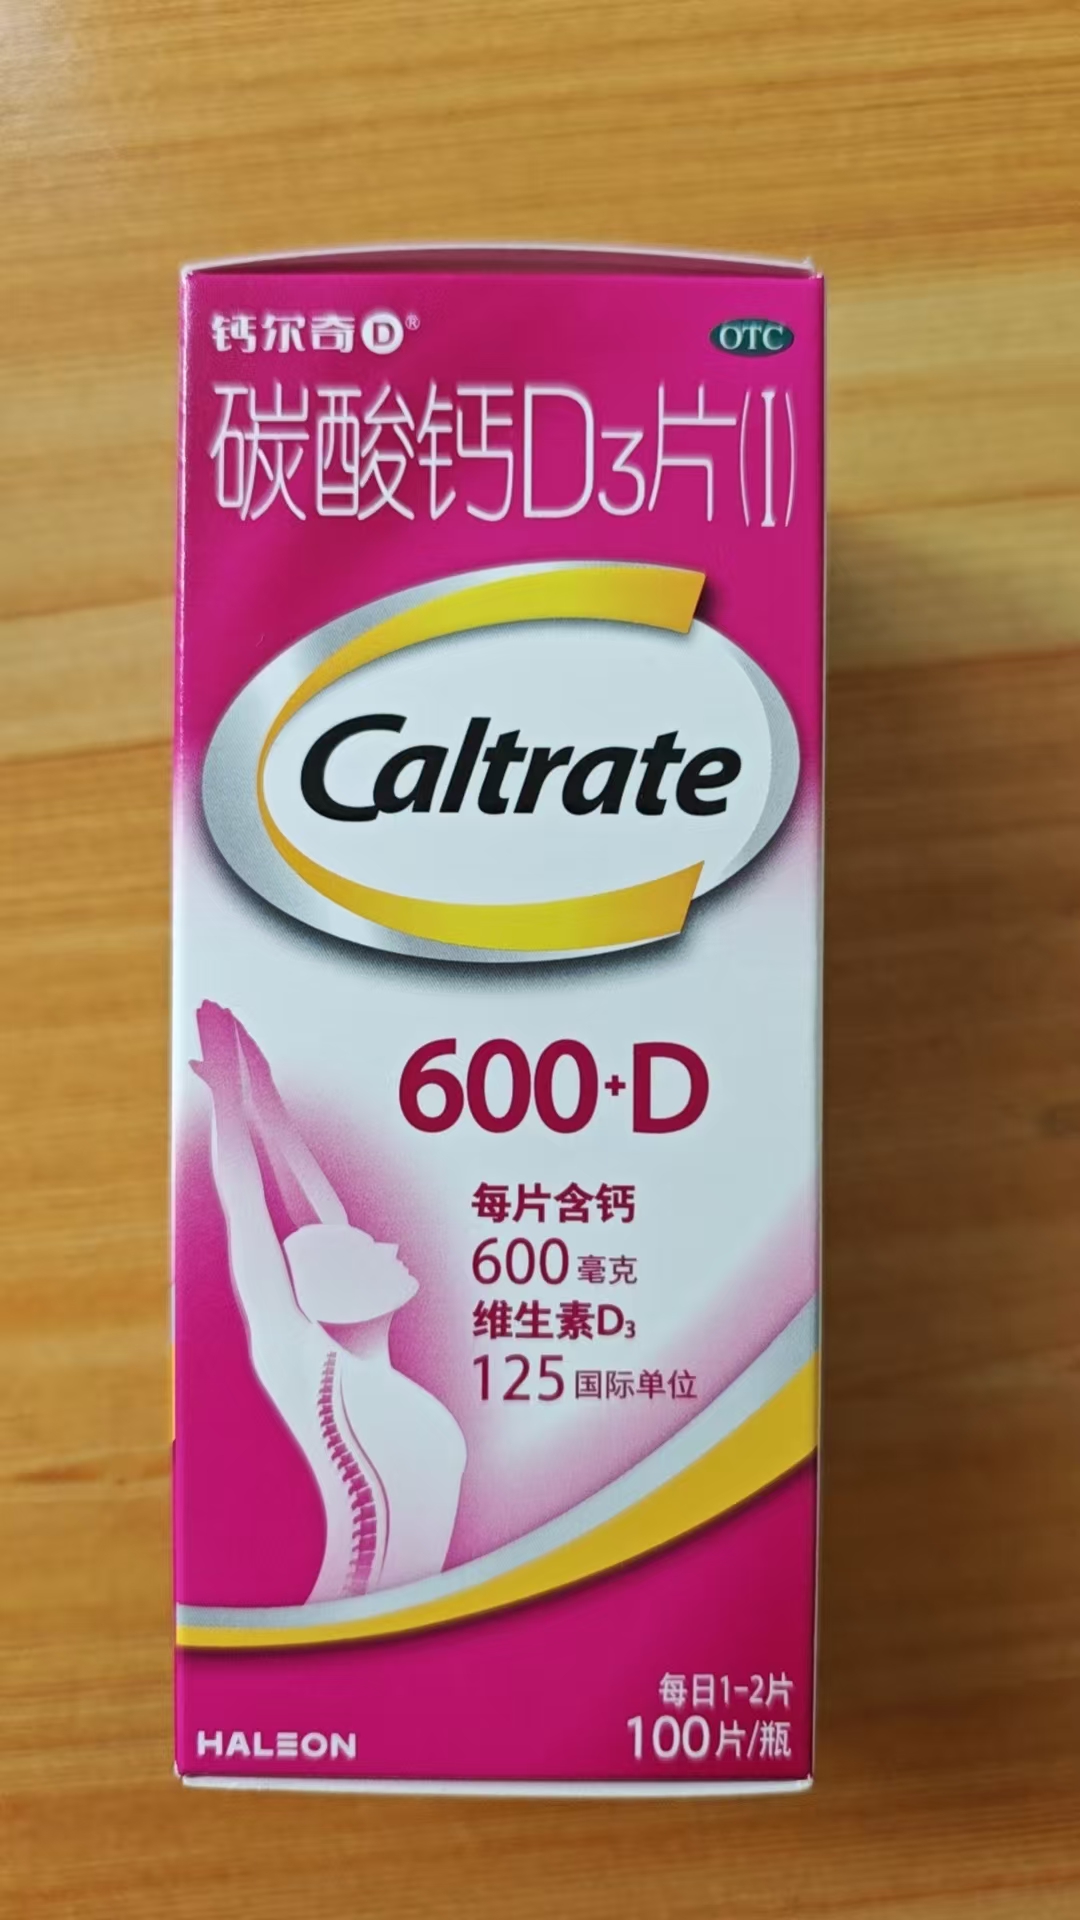 钙尔奇D®
OTC
碳酸钙D3片(I)
Caltrate
600+D
每片含钙
600毫克
维生素D3
125国际单位
每日1-2片
100片/瓶
HALEON